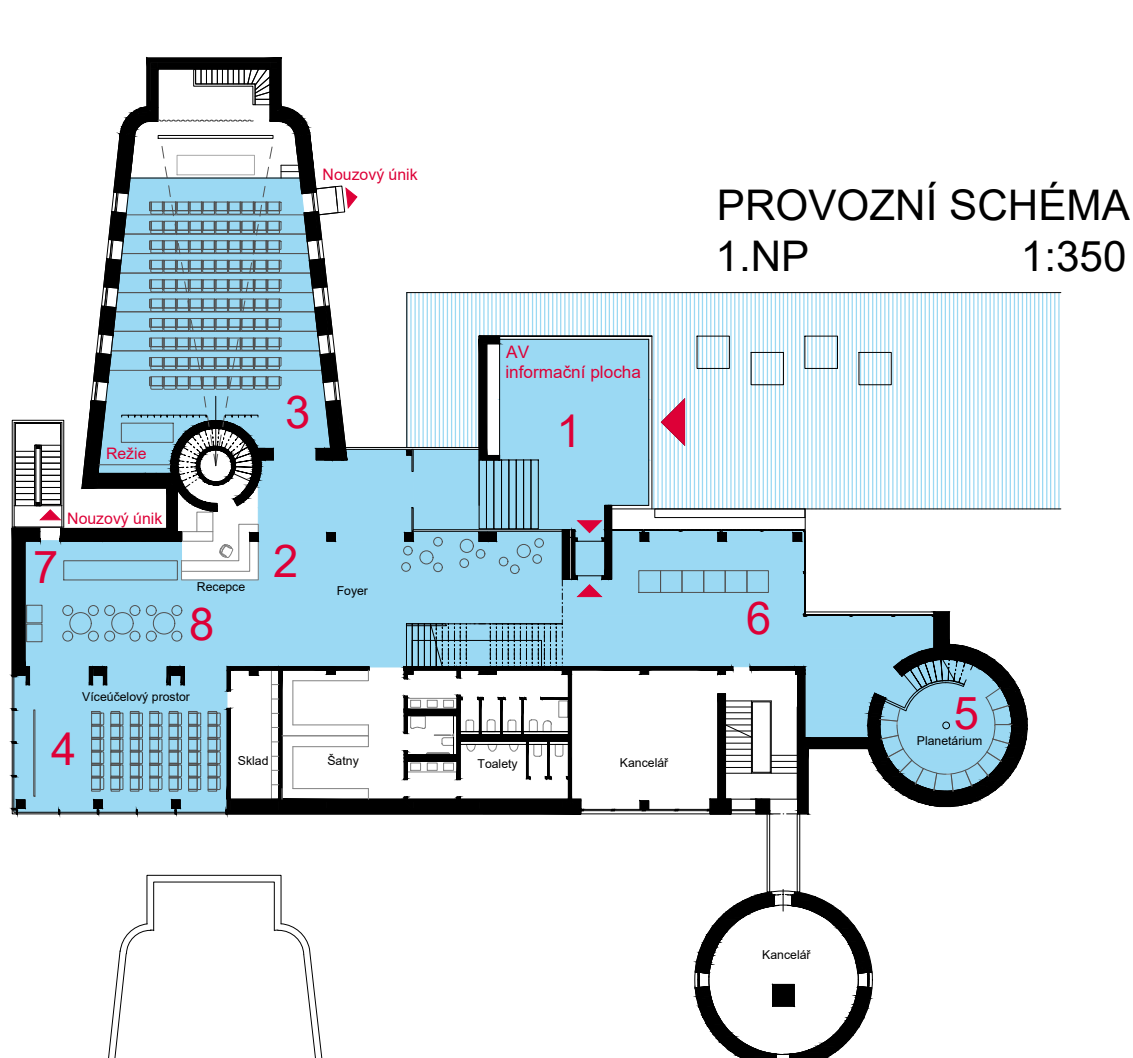 PROVOZNÍ SCHÉMA
1.NP 1:350
Nouzový únik
AV
informační plocha
1
3
Režie
Nouzový únik
7
2
Recepce
Foyer
8
6
Víceúčelový prostor
4
Sklad
Šatny
Toalety
Kancelář
5
Planetárium
Kancelář